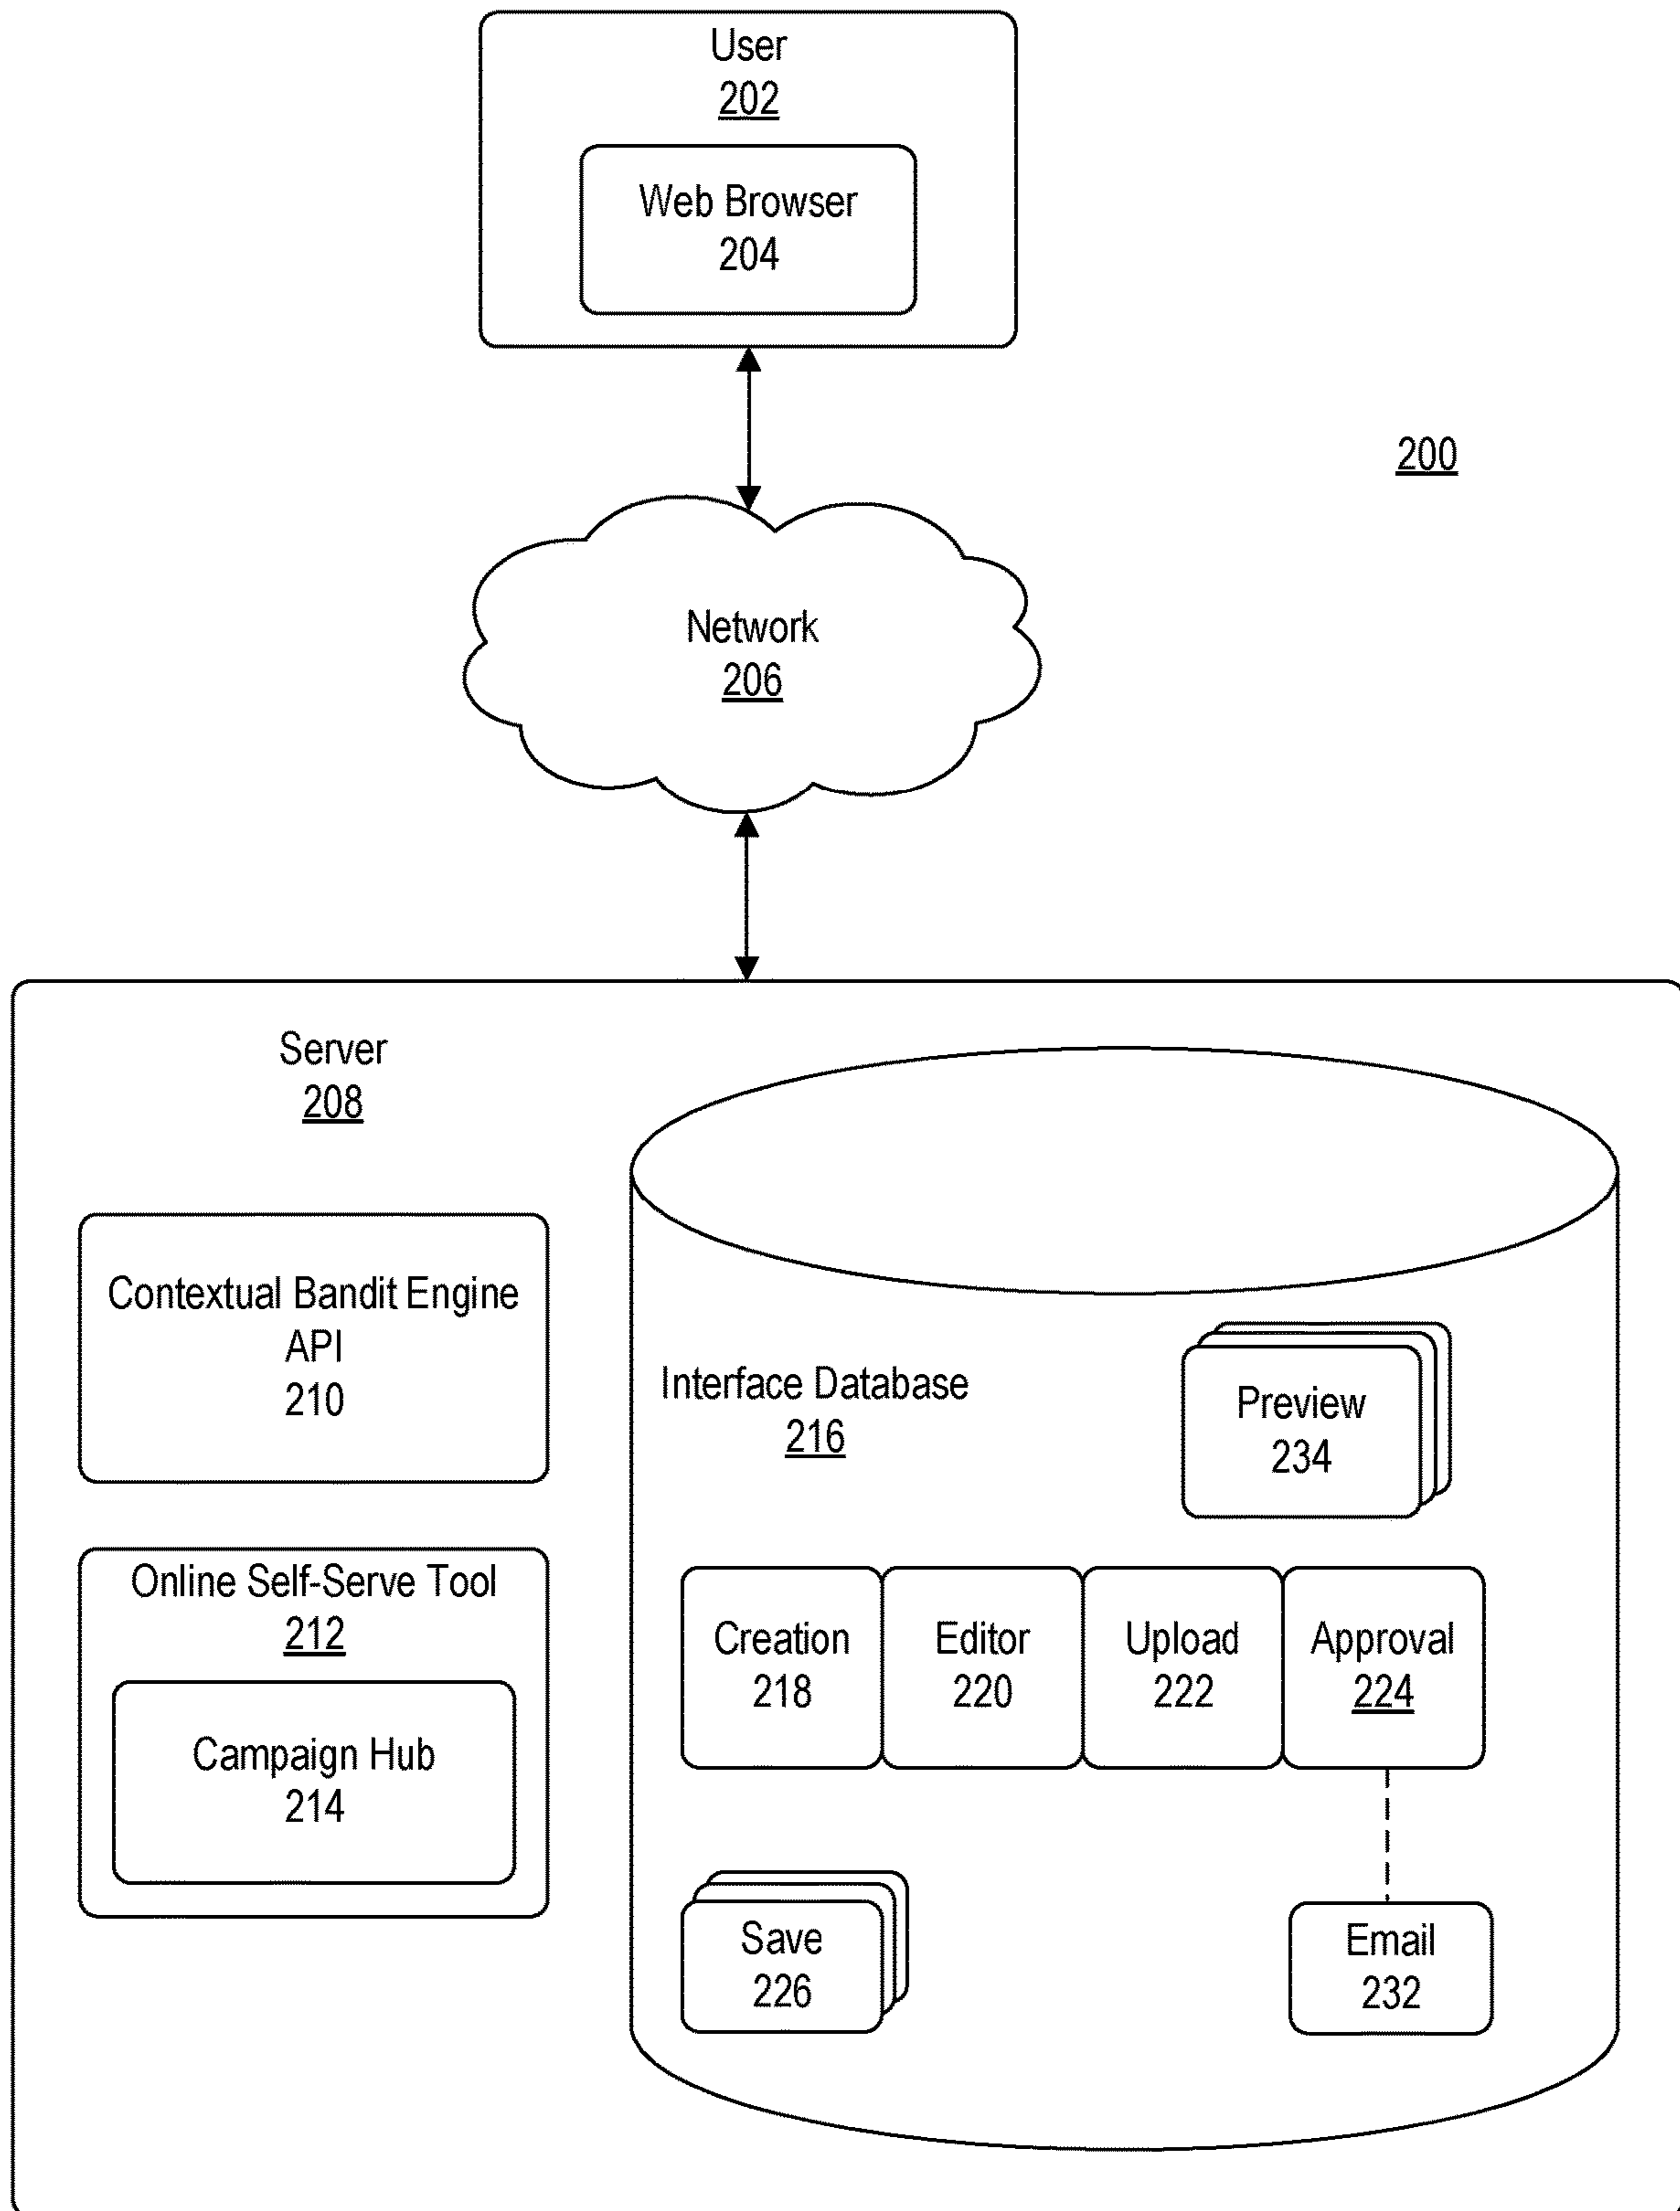 User
202
Web Browser
204
200
Network
206
Server
208
Contextual Bandit Engine
API
210
Online Self-Serve Tool
212
Campaign Hub
214
Interface Database
216
Preview
234
Creation
218
Editor
220
Upload
222
Approval
224
Save
226
Email
232